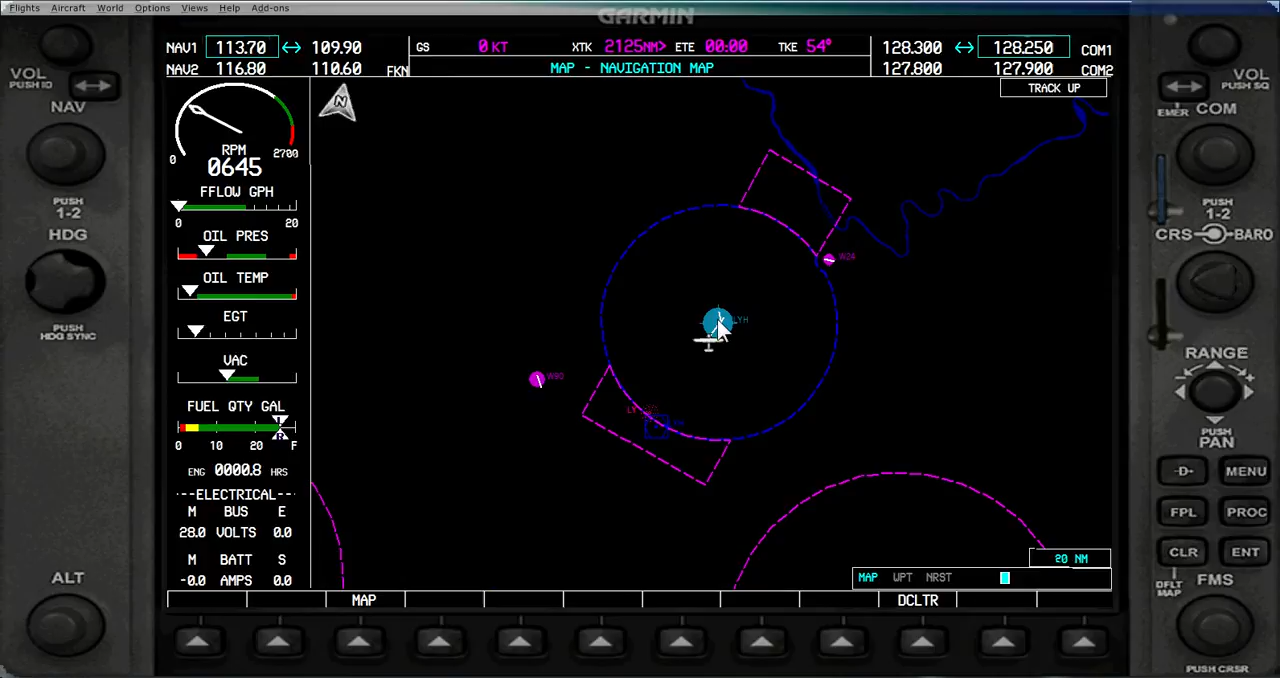 Flights Aircraft World Options Views Help Add-ons
GARMIN
NAV1 113.70 109.90
NAV2 116.80 110.60 FKN
GS 0KT XTK 2125NM> ETE 00:00 TKE 54°
MAP - NAVIGATION MAP
128.300 128.250 COM1
127.800 127.900 COM2
VOL
PUSH ID
NAV
PUSH
1-2
HDG
PUSH
HDG SYNC
ALT
TRACK UP
N
RPM
0 2700
0645
FFLOW GPH
0 20
OIL PRES
OIL TEMP
EGT
VAC
FUEL QTY GAL
L
R
0 10 20 F
ENG 0000.8 HRS
ELECTRICAL
M BUS E
28.0 VOLTS 0.0
M BATT S
-0.0 AMPS 0.0
W24
LYH
W90
20 NM
MAP WPT NRST
MAP DCLTR
VOL
PUSH SQ
EMER COM
PUSH
1-2
CRS BARO
RANGE
- +
PUSH
PAN
-D→ MENU
FPL PROC
CLR ENT
DFLT
MAP
FMS
PUSH CRSR